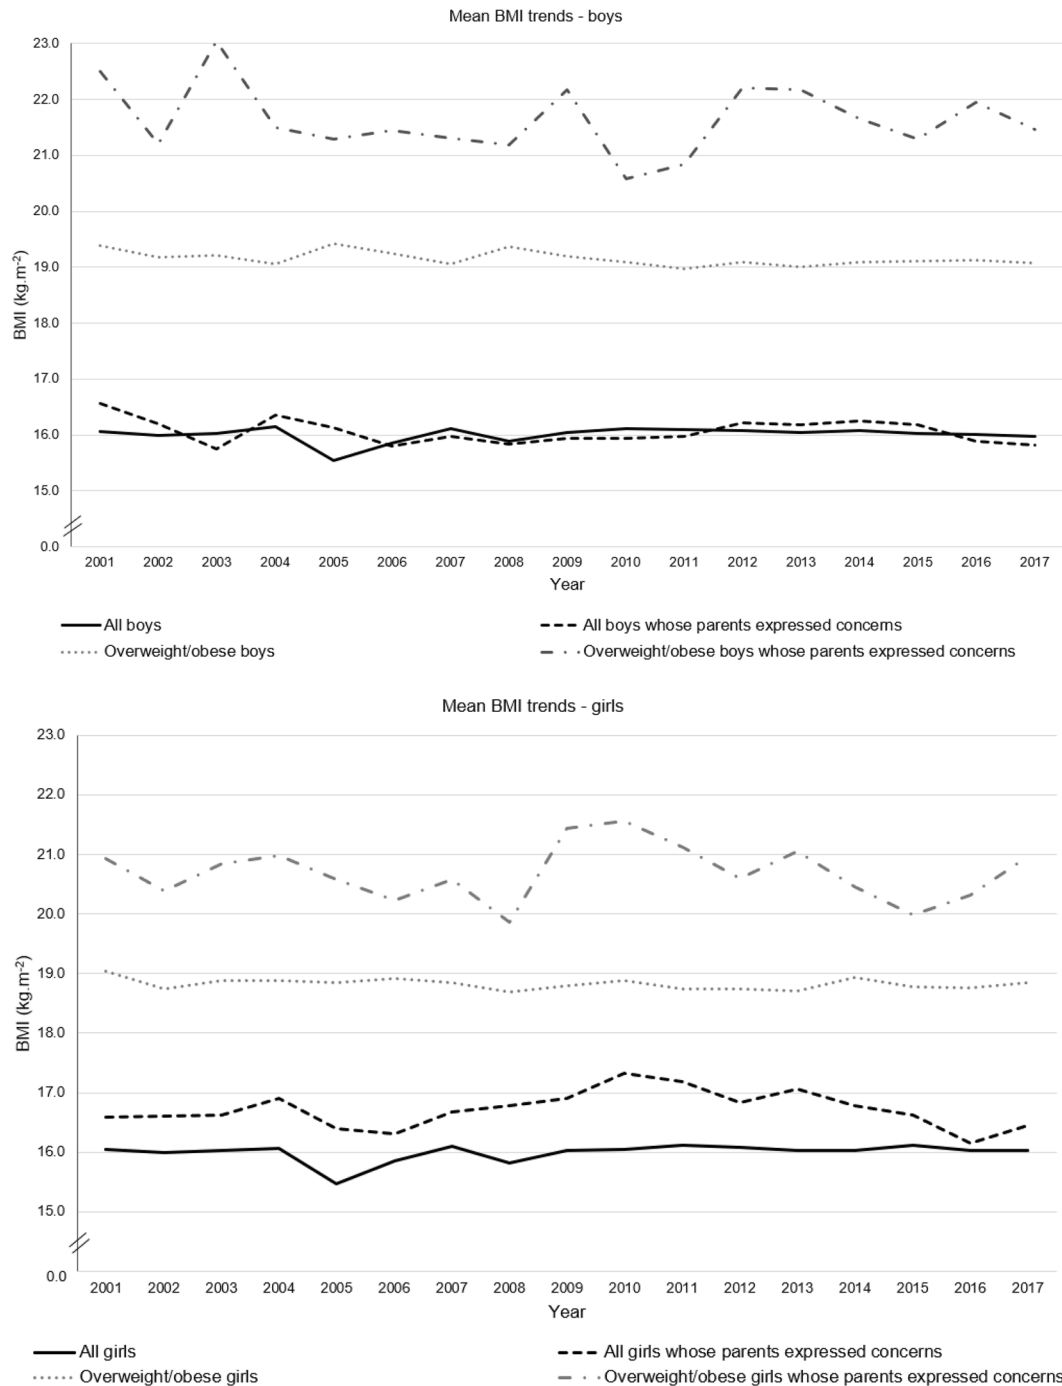 Mean BMI trends - boys
23.0
22.0
21.0
20.0
19.0
18.0
17.0
16.0
15.0
0.0
BMI (kg.m-2)
2001 2002 2003 2004 2005 2006 2007 2008 2009 2010 2011 2012 2013 2014 2015 2016 2017
Year
All boys All boys whose parents expressed concerns
Overweight/obese boys Overweight/obese boys whose parents expressed concerns
Mean BMI trends - girls
23.0
22.0
21.0
20.0
19.0
18.0
17.0
16.0
15.0
0.0
BMI (kg.m-2)
2001 2002 2003 2004 2005 2006 2007 2008 2009 2010 2011 2012 2013 2014 2015 2016 2017
Year
All girls All girls whose parents expressed concerns
Overweight/obese girls Overweight/obese girls whose parents expressed concerns